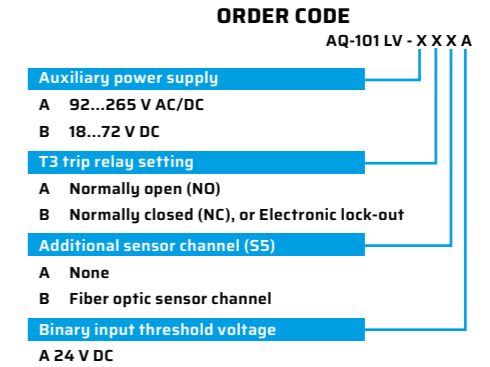 ORDER CODE
AQ-101 LV - X X X A
Auxiliary power supply
A 92...265 V AC/DC
B 18...72 V DC
T3 trip relay setting
A Normally open (NO)
B Normally closed (NC), or Electronic lock-out
Additional sensor channel (S5)
A None
B Fiber optic sensor channel
Binary input threshold voltage
A 24 V DC